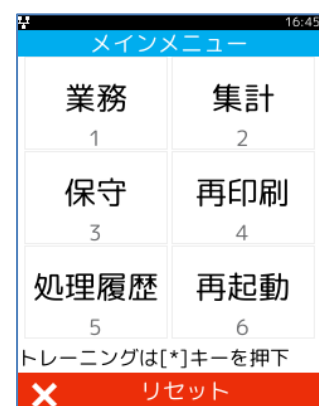 16:45
メインメニュー
業務 集計
1 2
保守 再印刷
3 4
処理履歴 再起動
5 6
トレーニングは[*]キーを押下
リセット